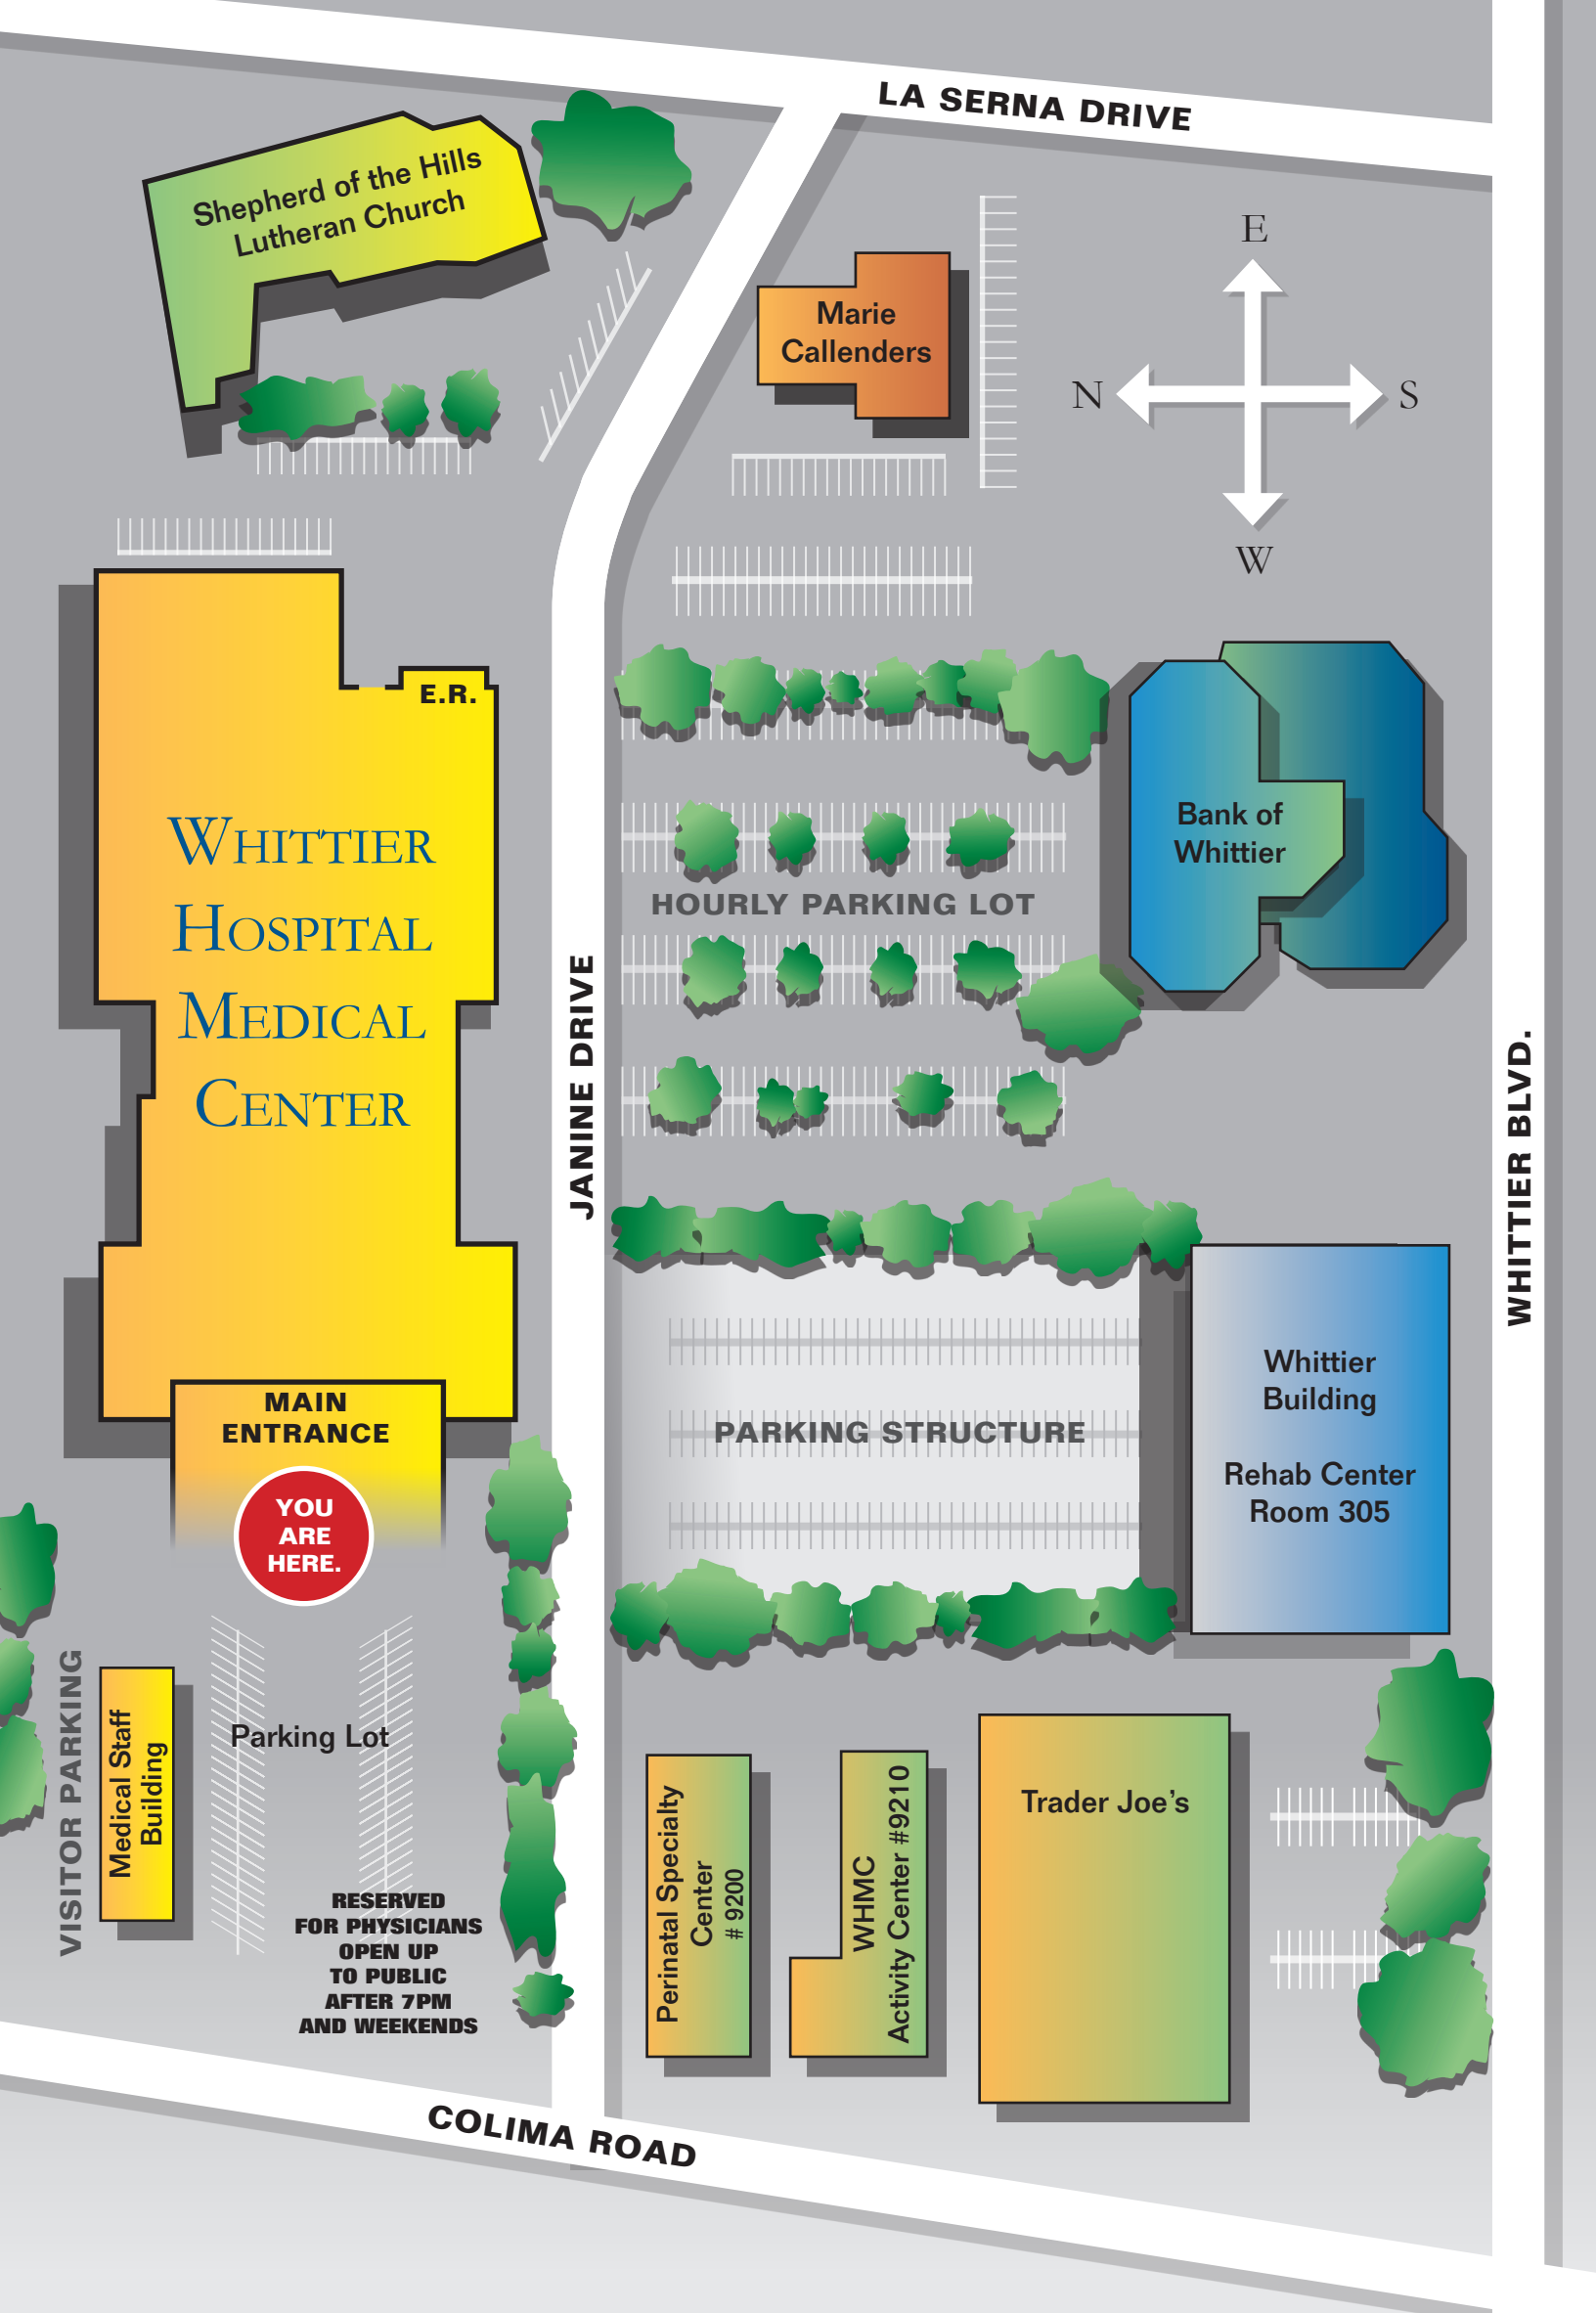 LA SERNA DRIVE
Shepherd of the Hills
Lutheran Church
Marie
Callenders
E
N
S
W
E.R.
WHITTIER
HOSPITAL
MEDICAL
CENTER
Bank of
Whittier
HOURLY PARKING LOT
JANINE DRIVE
WHITTIER BLVD.
MAIN
ENTRANCE
YOU
ARE
HERE.
PARKING STRUCTURE
Whittier
Building
Rehab Center
Room 305
VISITOR PARKING
Medical Staff
Building
Parking Lot
RESERVED
FOR PHYSICIANS
OPEN UP
TO PUBLIC
AFTER 7PM
AND WEEKENDS
Perinatal Specialty
Center
# 9200
WHMC
Activity Center #9210
Trader Joe’s
COLIMA ROAD